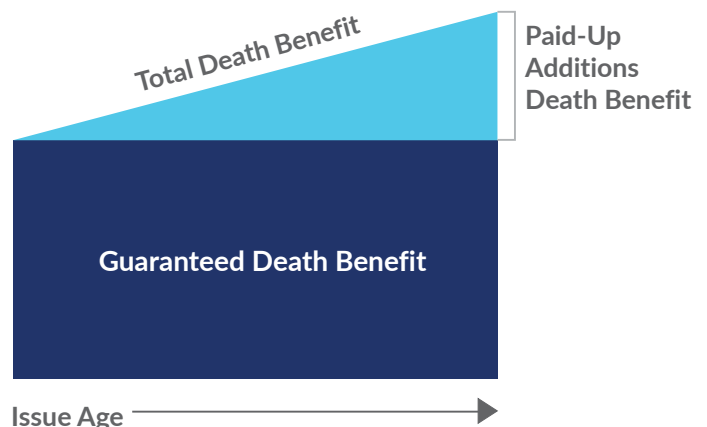 Total Death Benefit
Paid-Up
Additions
Death Benefit
Guaranteed Death Benefit
Issue Age